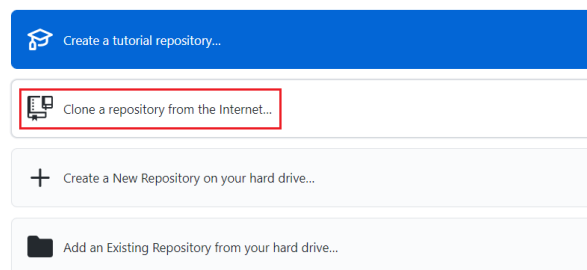 Create a tutorial repository...
Clone a repository from the Internet...
Create a New Repository on your hard drive...
Add an Existing Repository from your hard drive...